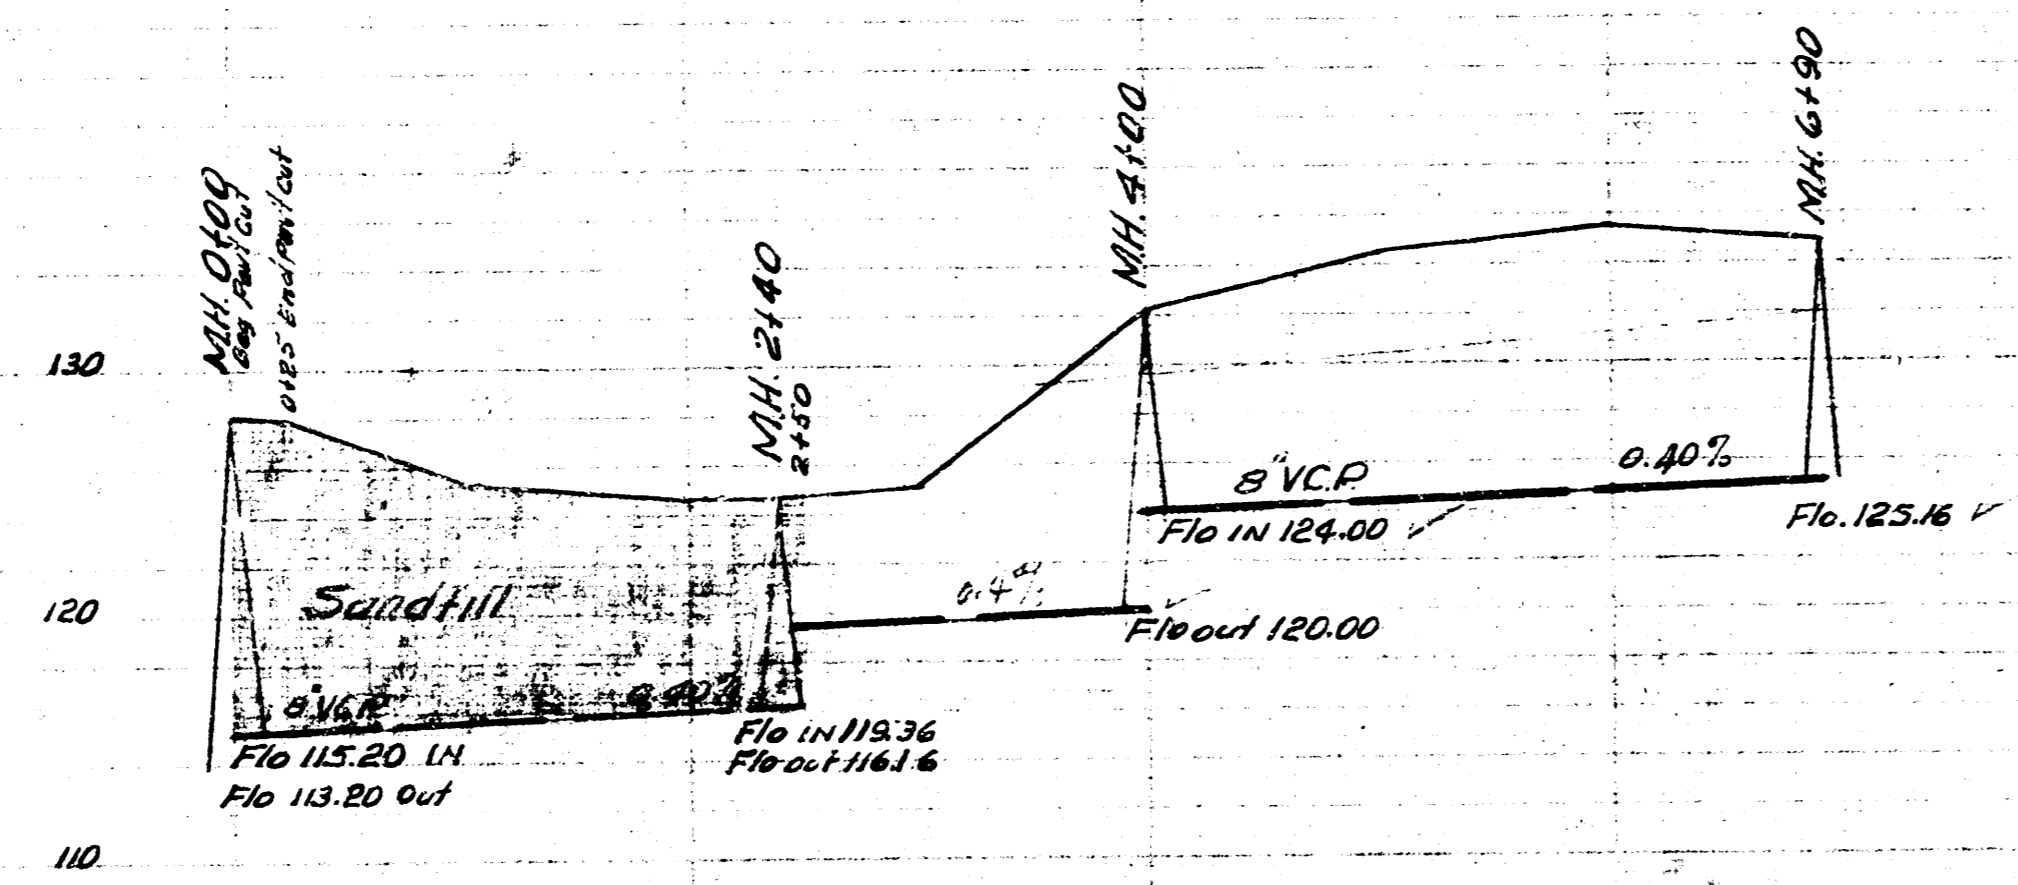 M.H. 0+00
Beg Pav't Cut
0+25 End Pav't Cut
M.H. 2+40
2+50
M.H. 4+00
M.H. 6+90
130
120
110
Sandfill
8" V.C.P.
0.40%
Flo 115.20 IN
Flo 113.20 Out
Flo IN 119.36
Flo out 116.16
0.4%
Flo out 120.00
8" V.C.P.
0.40%
Flo IN 124.00
Flo. 125.16